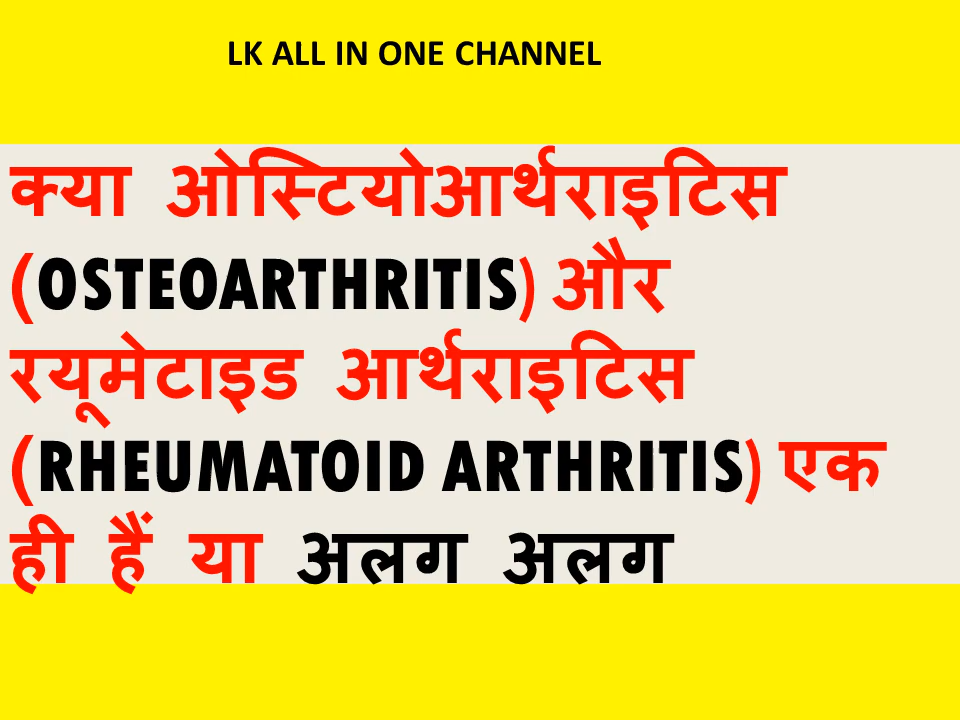 LK ALL IN ONE CHANNEL
क्या ओस्टियोआर्थराइटिस
(OSTEOARTHRITIS) और
रयूमेटाइड आर्थराइटिस
(RHEUMATOID ARTHRITIS) एक
ही हैं या अलग अलग